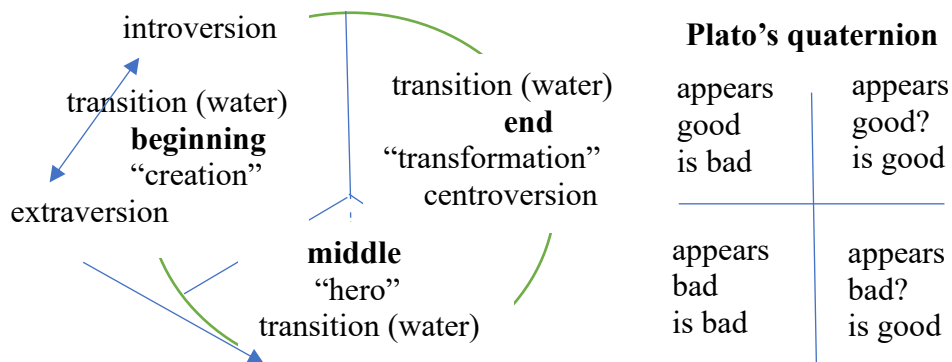 introversion
transition (water)
beginning
“creation”
extraversion
transition (water)
end
“transformation”
centroversion
middle
“hero”
transition (water)
Plato’s quaternion
appears
good
is bad
appears
good?
is good
appears
bad
is bad
appears
bad?
is good